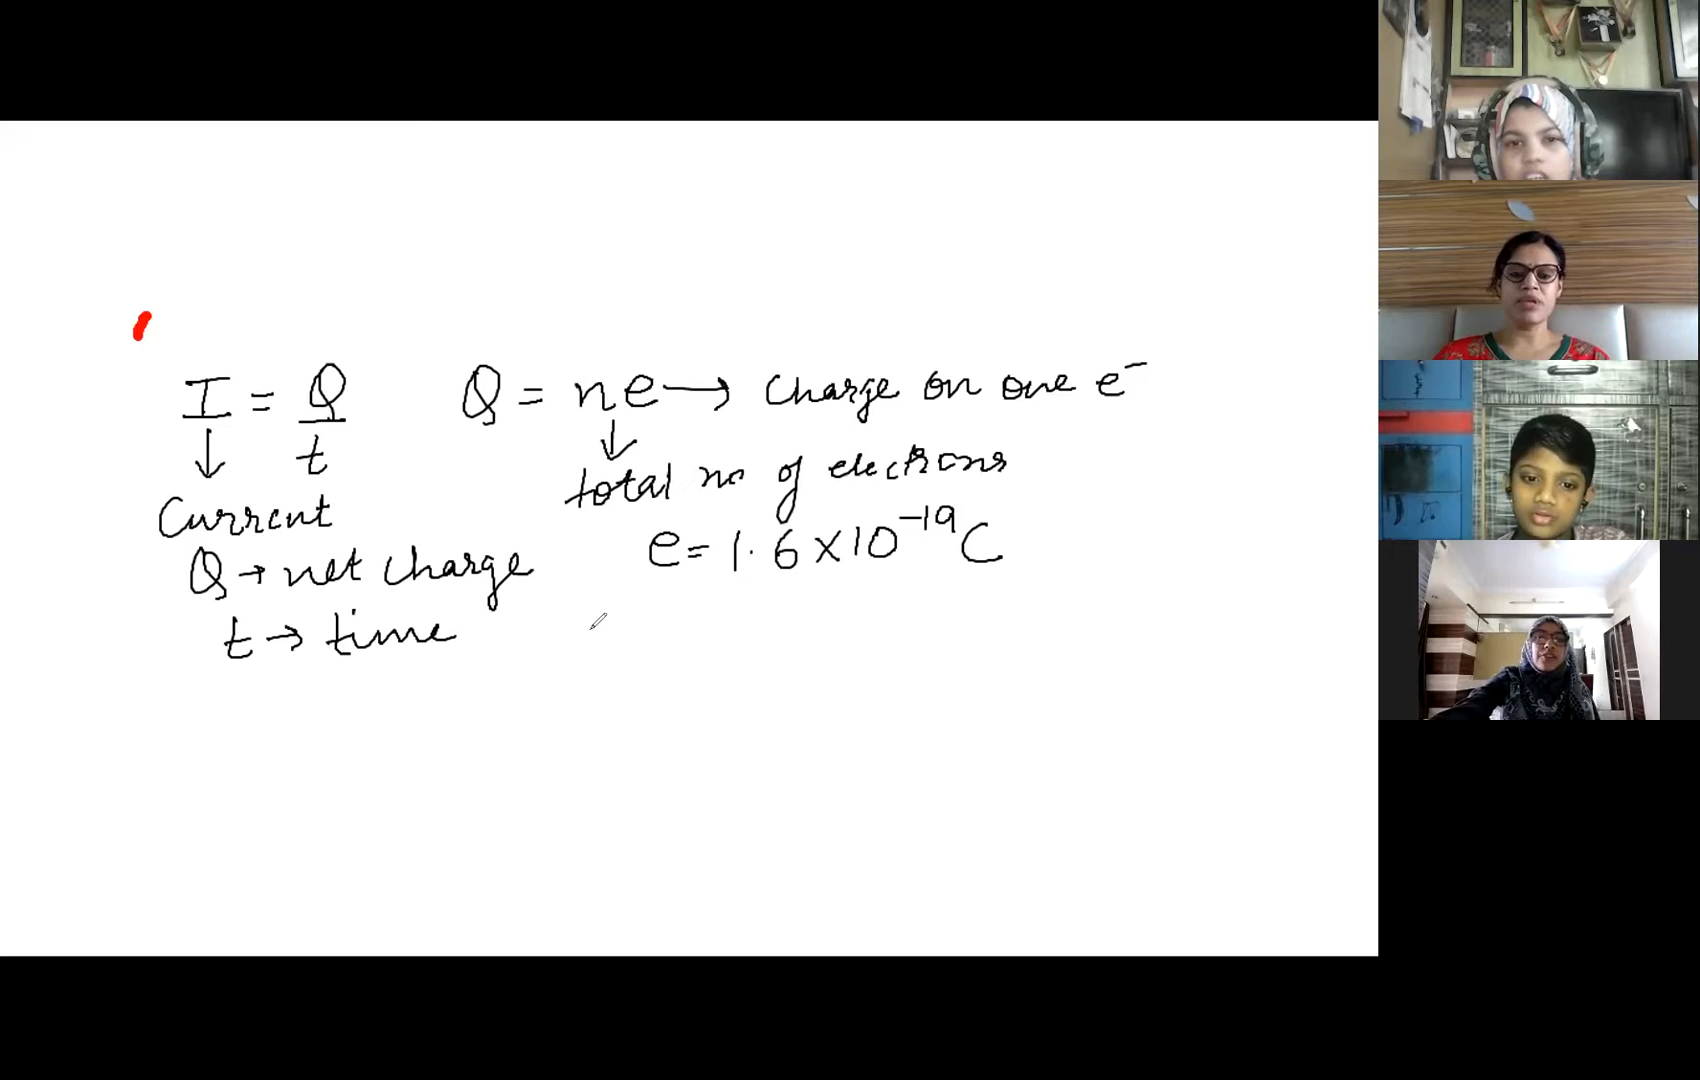 I = Q/t
↓
Current
Q → net charge
t → time
Q = ne → charge on one e⁻
↓
total no of electrons
e = 1.6 × 10⁻¹⁹ C